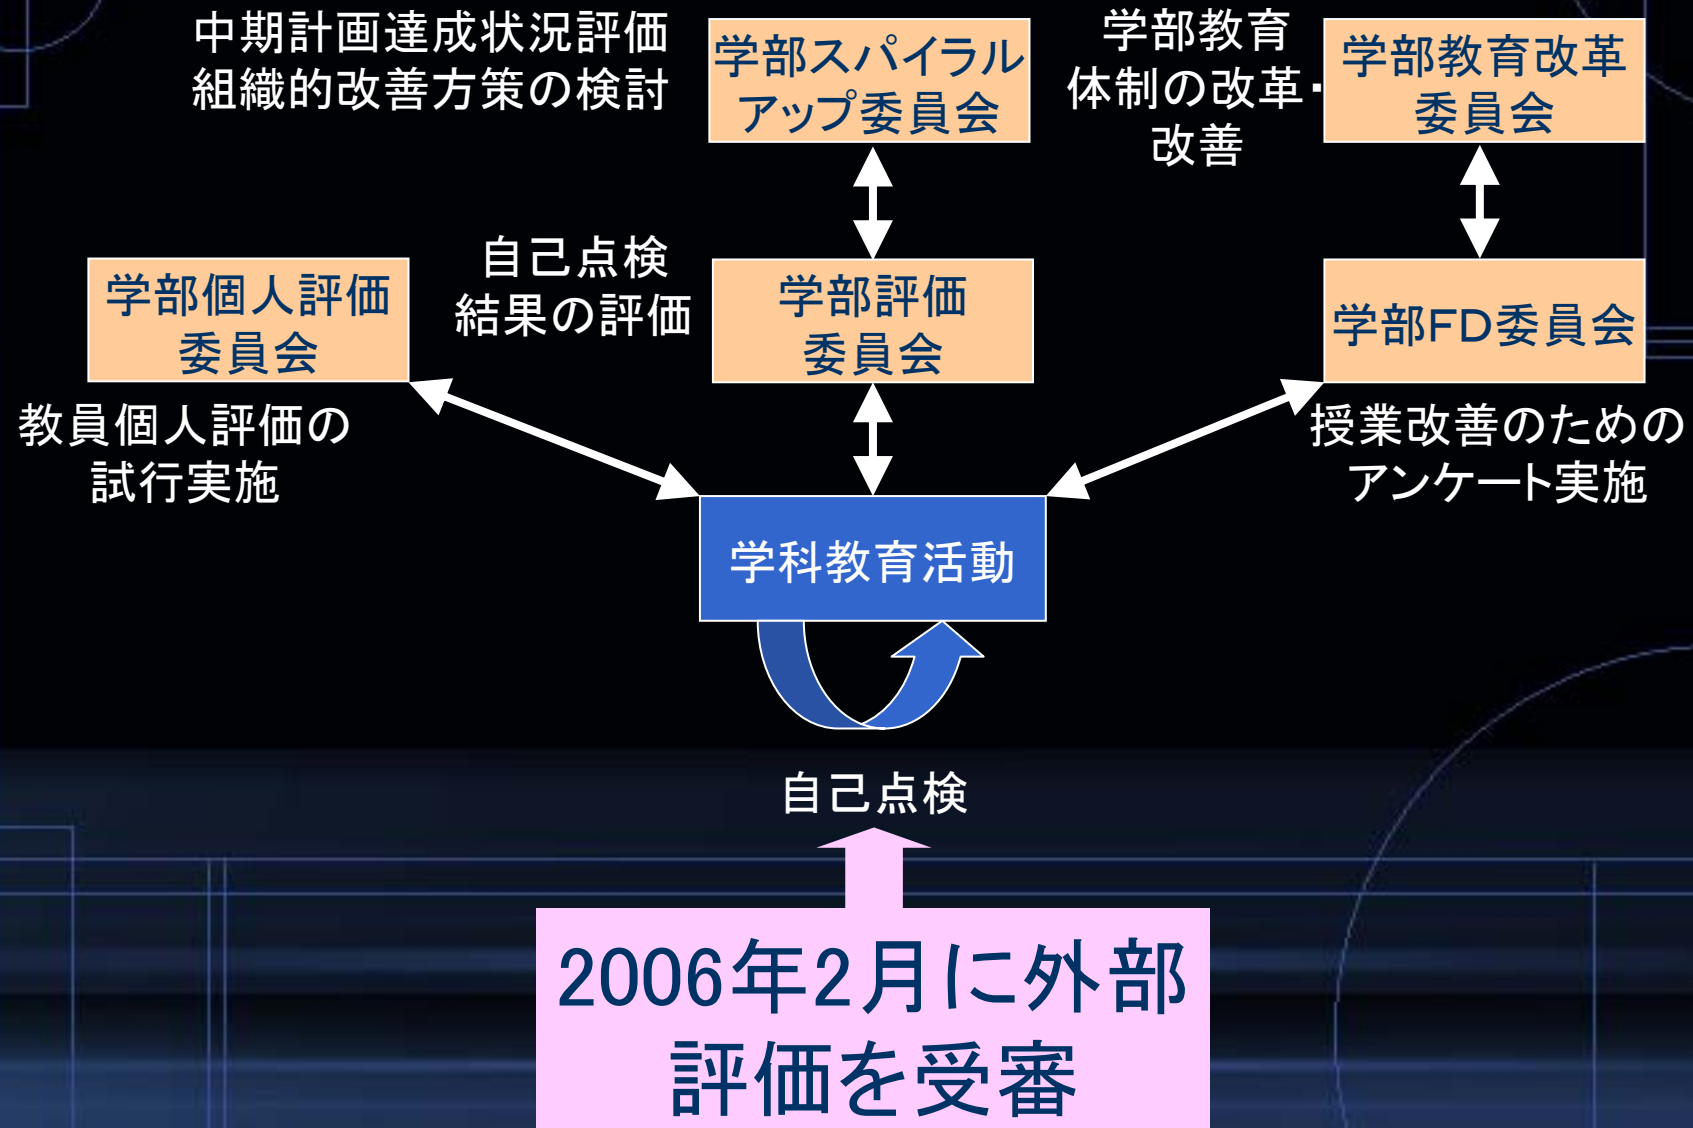 中期計画達成状況評価
組織的改善方策の検討
学部スパイラル
アップ委員会
学部教育
体制の改革・
改善
学部教育改革
委員会
学部個人評価
委員会
自己点検
結果の評価
学部評価
委員会
学部FD委員会
教員個人評価の
試行実施
授業改善のための
アンケート実施
学科教育活動
自己点検
2006年2月に外部
評価を受審